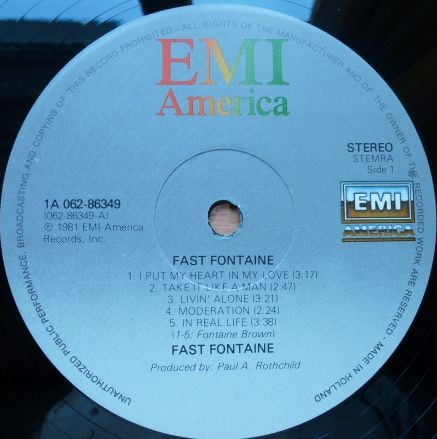 UNAUTHORIZED PUBLIC PERFORMANCE, BROADCASTING AND COPYING OF THIS RECORD PROHIBITED - ALL RIGHTS OF THE MANUFACTURER AND OF THE OWNER OF THE RECORDED WORK ARE RESERVED - MADE IN HOLLAND
EMI
America
STEREO
STEMRA
Side 1
EMI
AMERICA
1A 062-86349
(062-86349-A)
℗ 1981 EMI-America
Records, Inc.
FAST FONTAINE
1. I PUT MY HEART IN MY LOVE (3:17)
2. TAKE IT LIKE A MAN (2:47)
3. LIVIN' ALONE (3:21)
4. MODERATION (2:24)
5. IN REAL LIFE (3:38)
(1-5: Fontaine Brown)
FAST FONTAINE
Produced by: Paul A. Rothchild